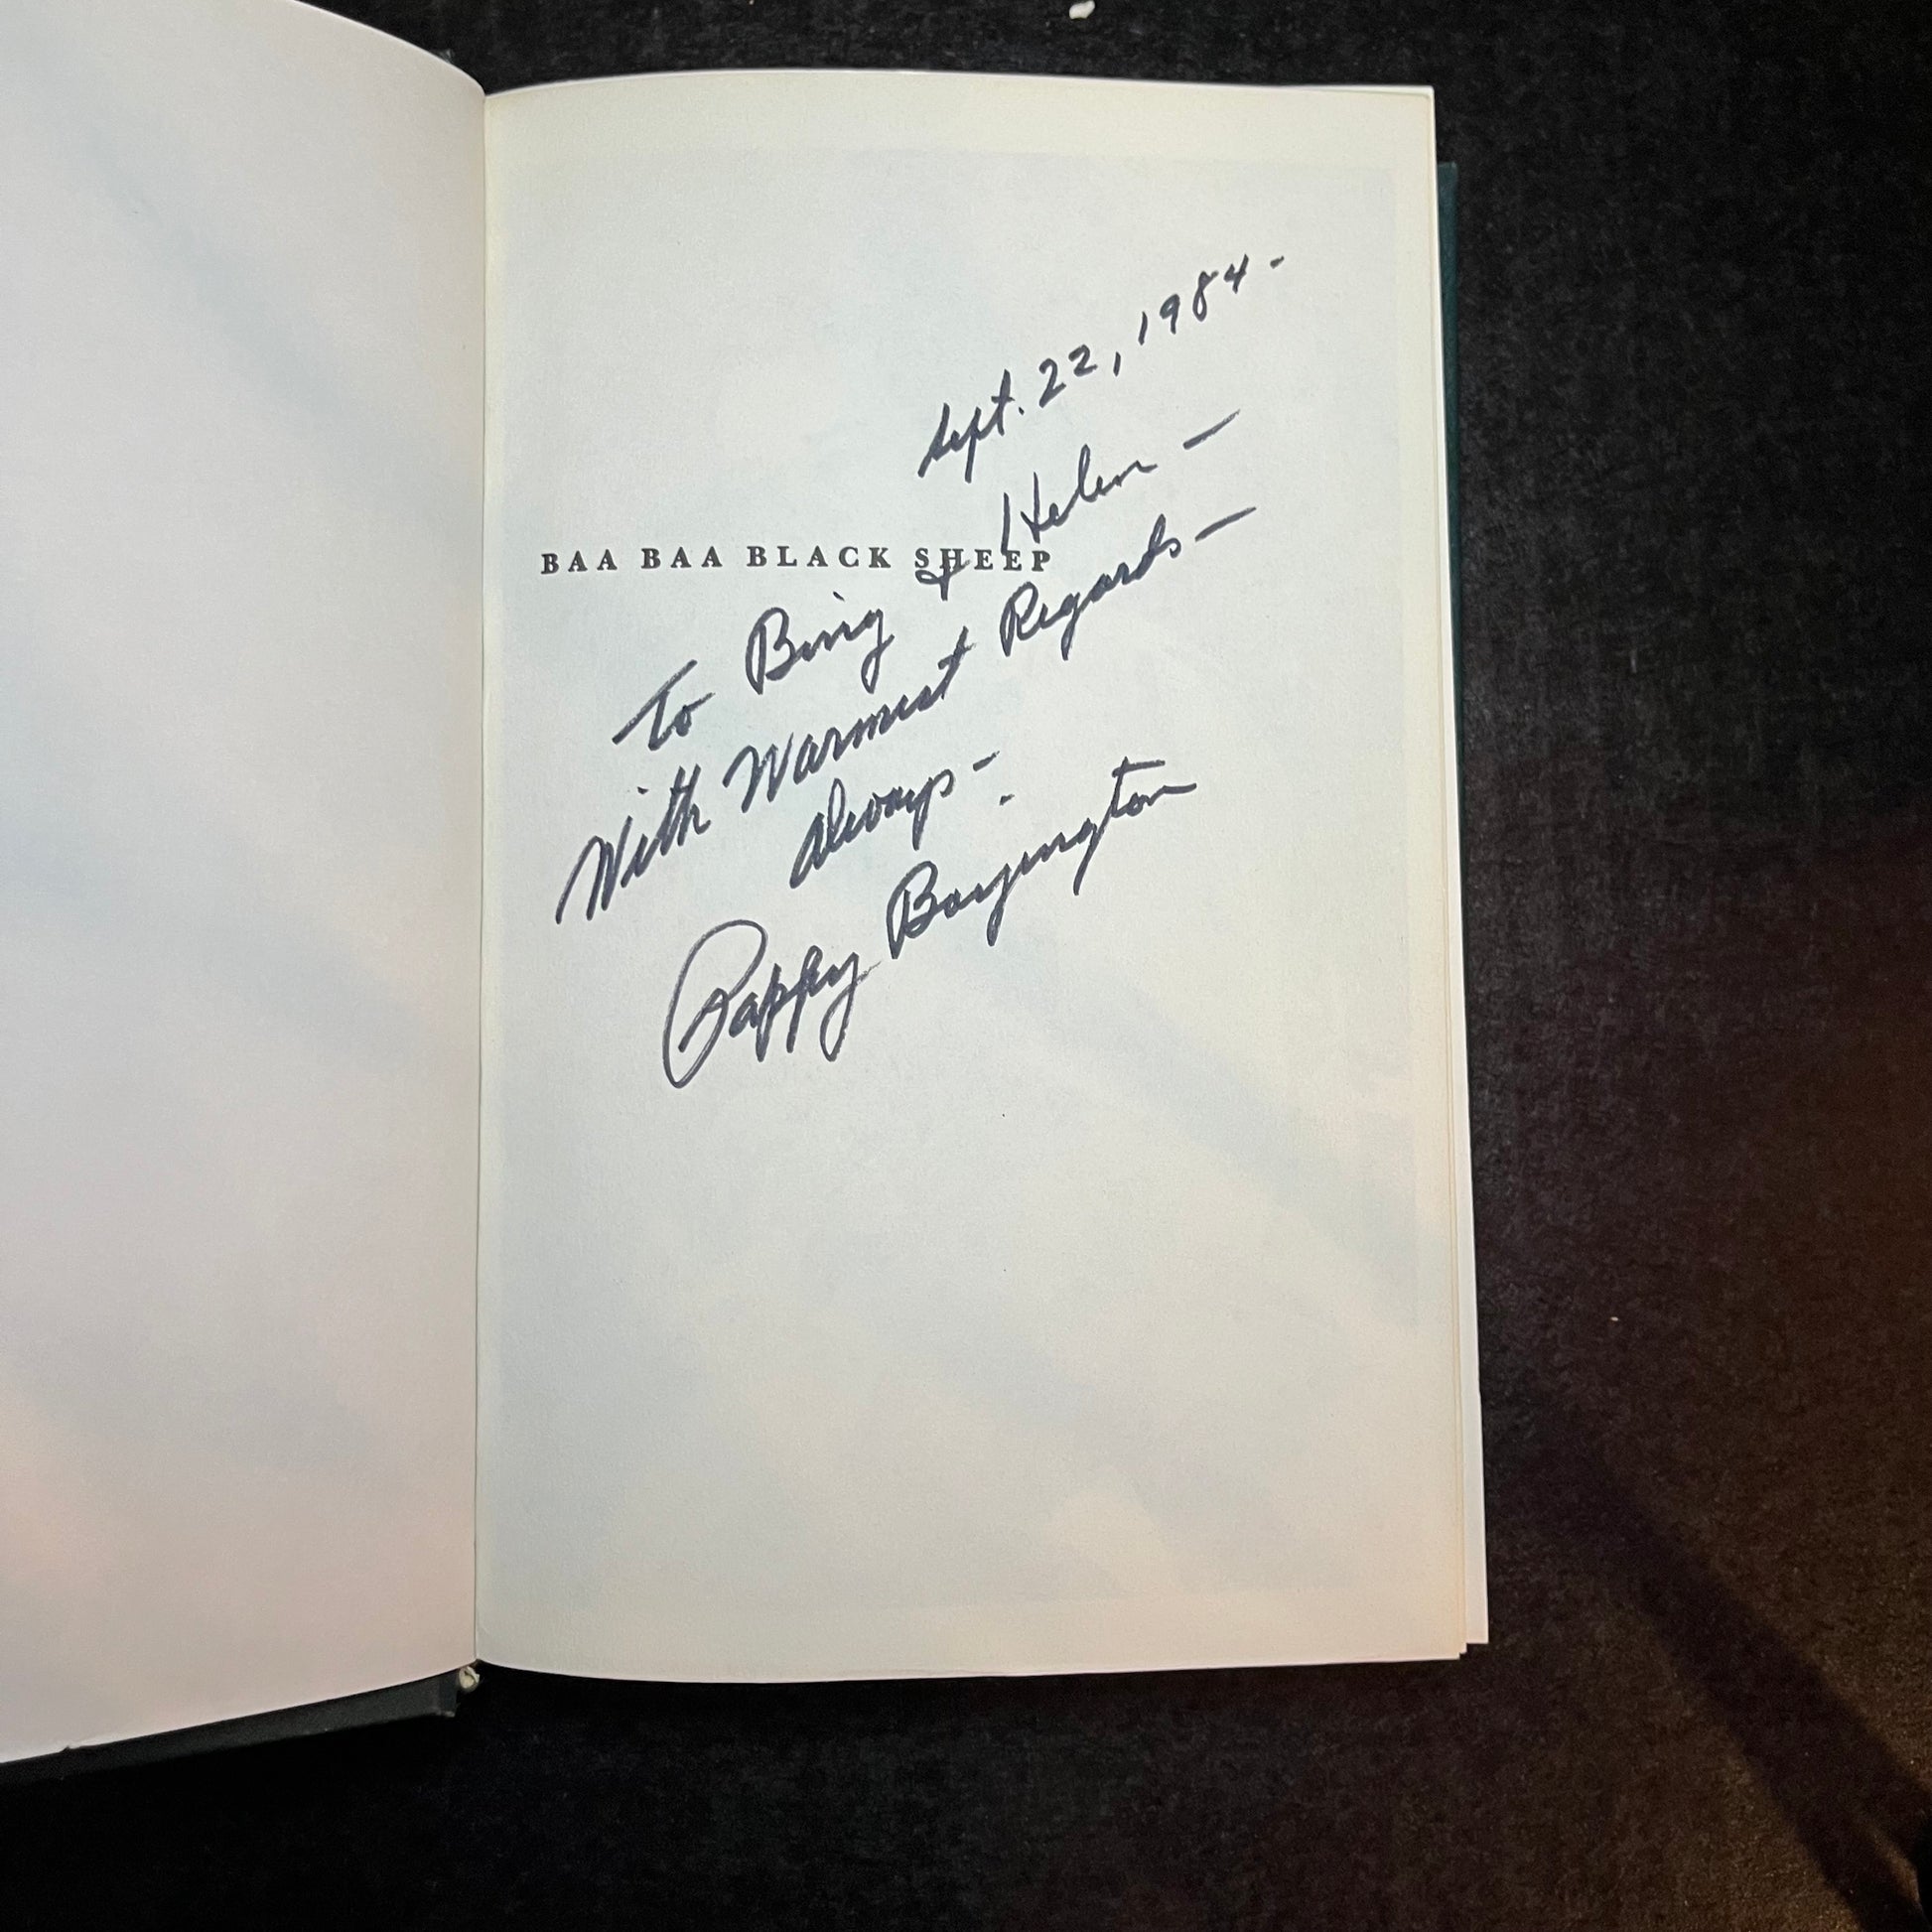 Sept. 22, 1984 -
BAA BAA BLACK SHEEP
To Bing & Helen -
With Warmest Regards -
Always -
Pappy Boyington